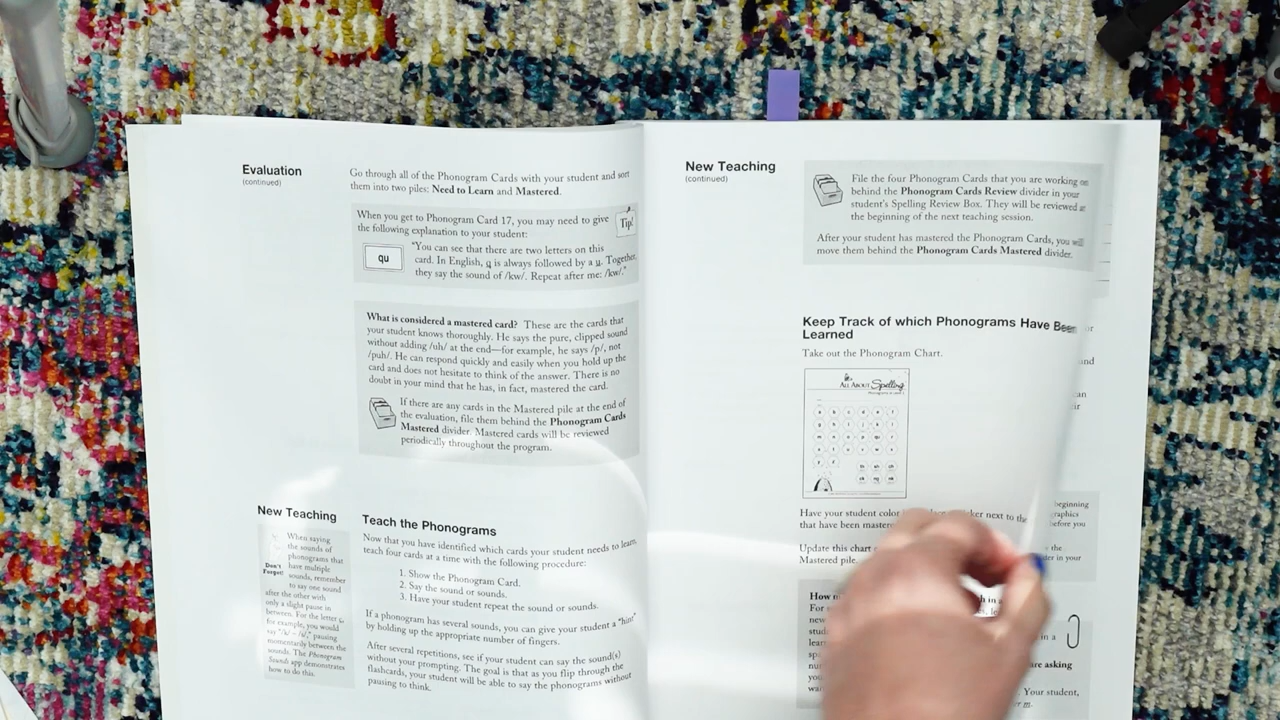 Evaluation
(continued)
Go through all of the Phonogram Cards with your student and sort
them into two piles: Need to Learn and Mastered.
When you get to Phonogram Card 17, you may need to give
the following explanation to your student:
Tip!
qu
"You can see that there are two letters on this
card. In English, q is always followed by a u. Together,
they say the sound of /kw/. Repeat after me: /kw/."
What is considered a mastered card? These are the cards that
your student knows thoroughly. He says the pure, clipped sound
without adding /uh/ at the end—for example, he says /p/, not
/puh/. He can respond quickly and easily when you hold up the
card and does not hesitate to think of the answer. There is no
doubt in your mind that he has, in fact, mastered the card.
If there are any cards in the Mastered pile at the end of
the evaluation, file them behind the Phonogram Cards
Mastered divider. Mastered cards will be reviewed
periodically throughout the program.
New Teaching
Don't
Forget!
When saying
the sounds of
phonograms that
have multiple
sounds, remember
to say one sound
after the other with
only a slight pause in
between. For the letter c,
for example, you would
say "/k/ – /s/," pausing
momentarily between the
sounds. The Phonogram
Sounds app demonstrates
how to do this.
Teach the Phonograms
Now that you have identified which cards your student needs to learn,
teach four cards at a time with the following procedure:
1. Show the Phonogram Card.
2. Say the sound or sounds.
3. Have your student repeat the sound or sounds.
If a phonogram has several sounds, you can give your student a "hint"
by holding up the appropriate number of fingers.
After several repetitions, see if your student can say the sound(s)
without your prompting. The goal is that as you flip through the
flashcards, your student will be able to say the phonograms without
pausing to think.
New Teaching
(continued)
File the four Phonogram Cards that you are working on
behind the Phonogram Cards Review divider in your
student's Spelling Review Box. They will be reviewed at
the beginning of the next teaching session.
After your student has mastered the Phonogram Cards, you will
move them behind the Phonogram Cards Mastered divider.
Keep Track of which Phonograms Have Been
Learned
Take out the Phonogram Chart.
All About Spelling
Have your student color
next to the
that have been
Update this chart
Mastered pile.
How
For
new
beginning
before you
the
in your
in a
are asking
Your student,